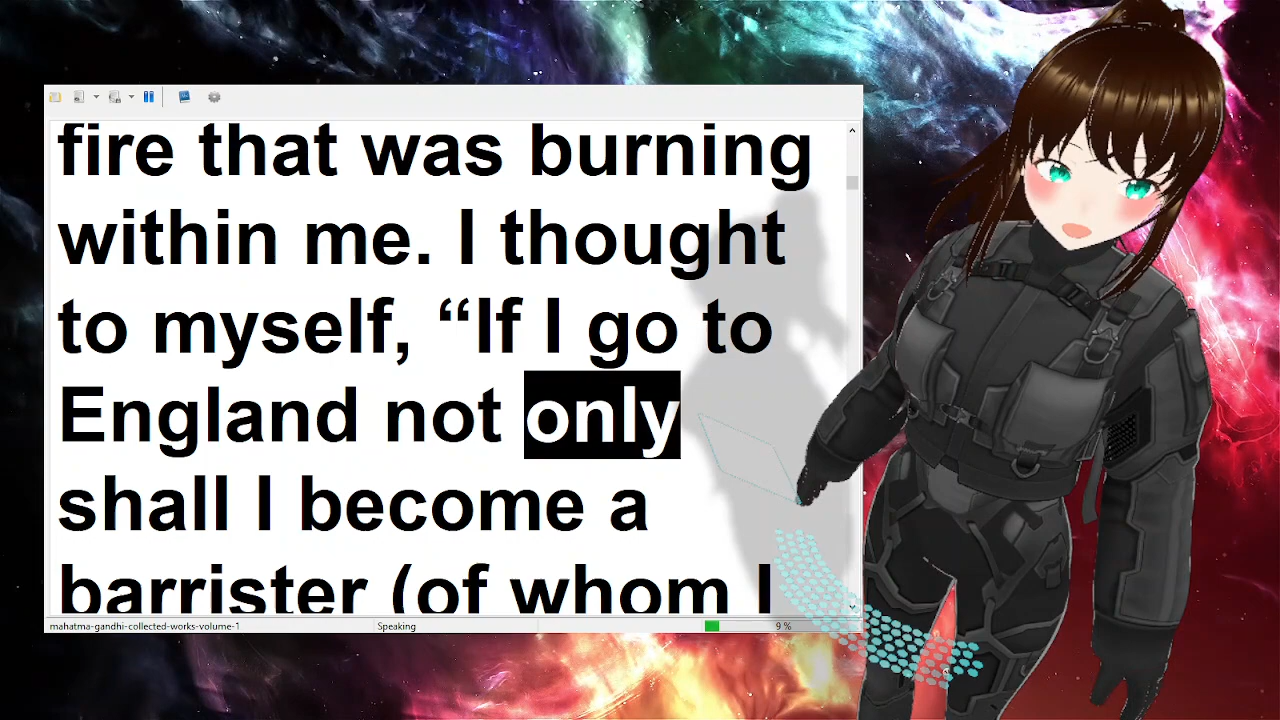 fire that was burning
within me. I thought
to myself, “If I go to
England not only
shall I become a
barrister (of whom I
mahatma-gandhi-collected-works-volume-1
Speaking
9 %